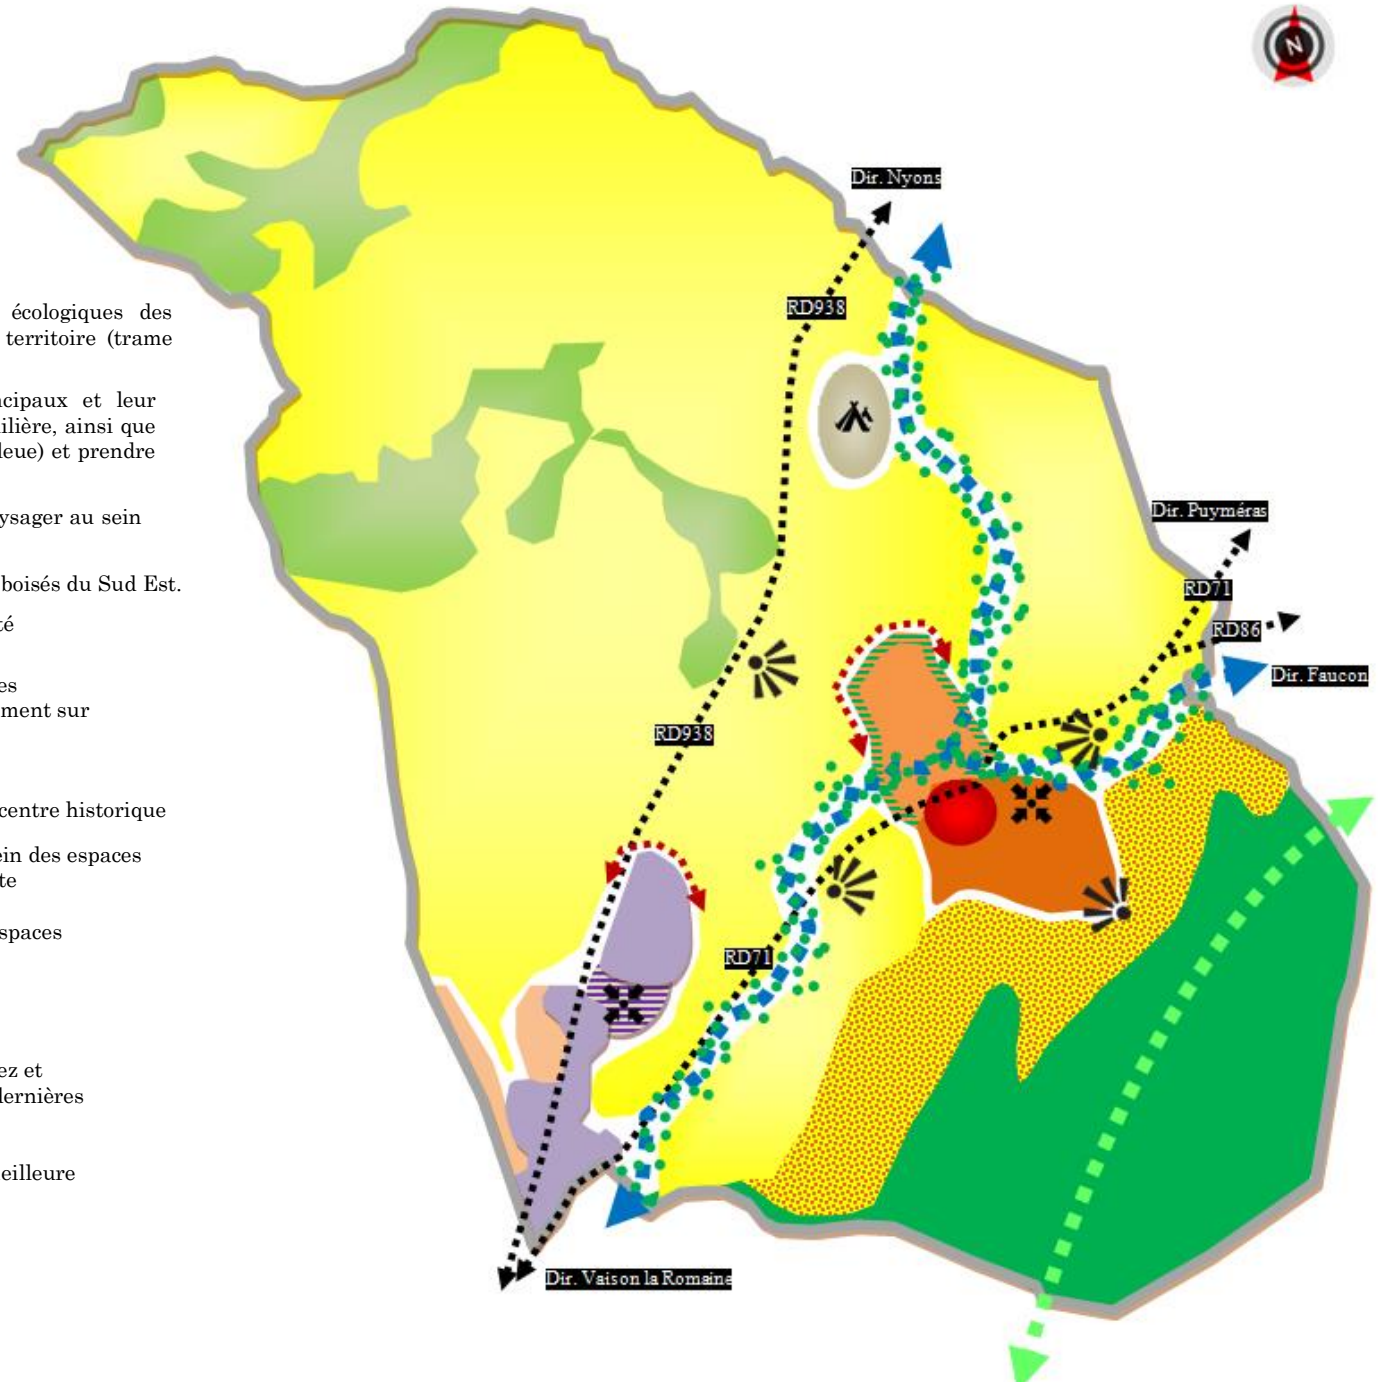 N
Dir. Nyons
RD938
écologiques des
territoire (trame
ncipaux et leur
ilière, ainsi que
leue) et prendre
ysager au sein
boisés du Sud Est.
té
es
ement sur
centre historique
ein des espaces
te
spaces
ez et
dernières
eilleure
Dir. Puyméras
RD71
RD86
Dir. Faucon
RD938
RD71
Dir. Vaison la Romaine